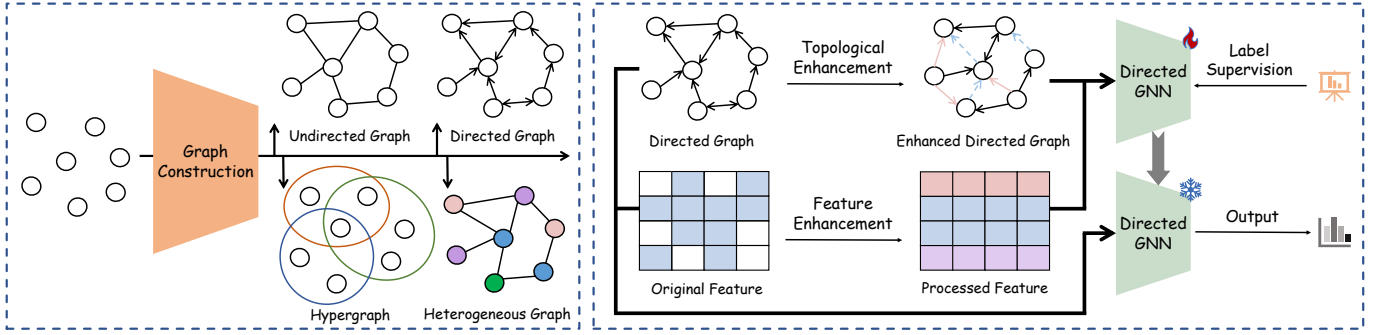 Graph
Construction
Undirected Graph
Directed Graph
Hypergraph
Heterogeneous Graph
Directed Graph
Topological
Enhancement
Enhanced Directed Graph
Original Feature
Feature
Enhancement
Processed Feature
Directed
GNN
Label
Supervision
Directed
GNN
Output